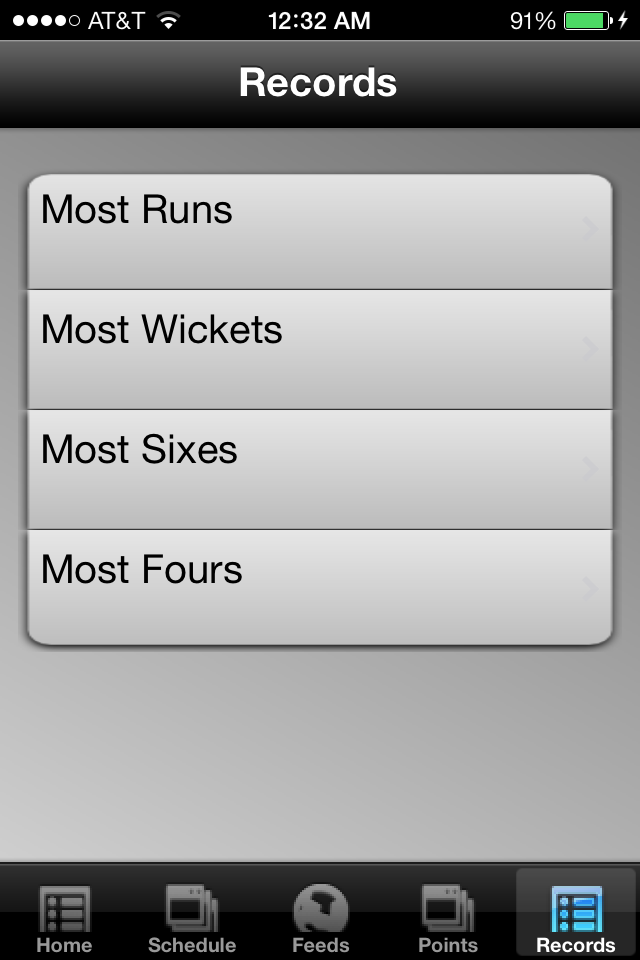 AT&T 12:32 AM 91%
Records
Most Runs
Most Wickets
Most Sixes
Most Fours
Home Schedule Feeds Points Records